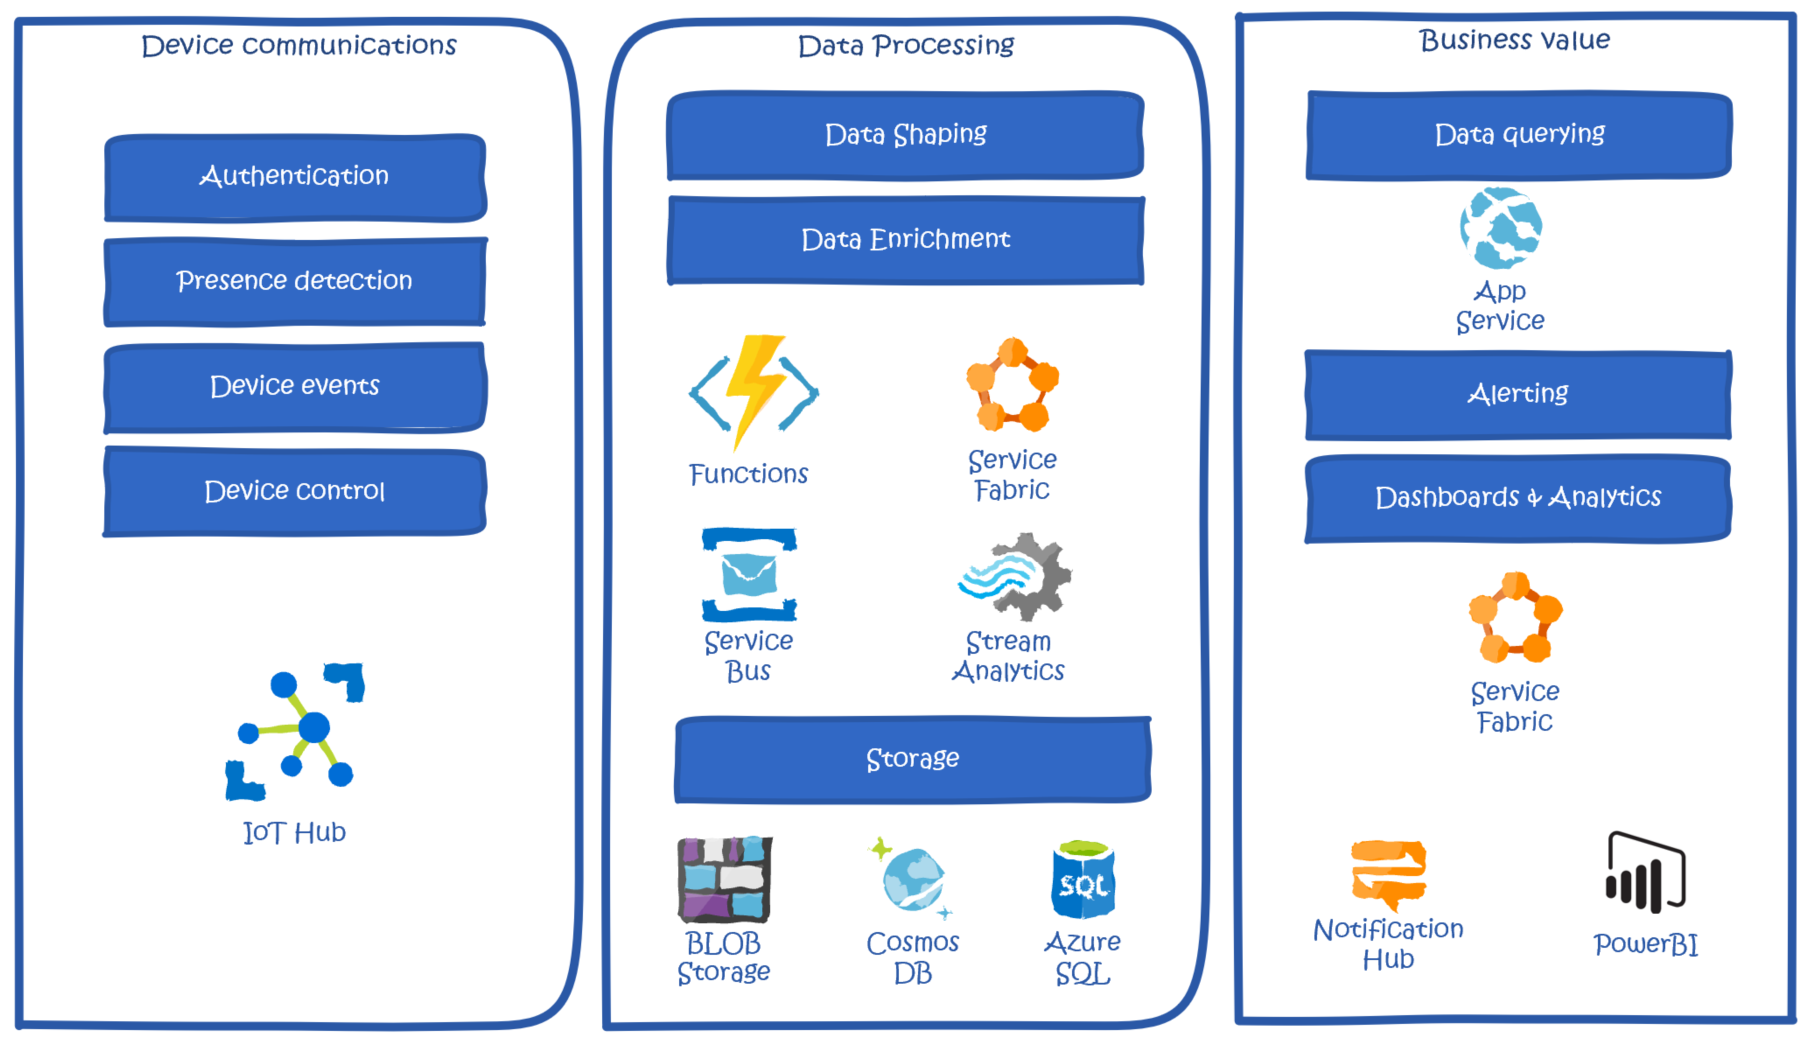 Device communications
Authentication
Presence detection
Device events
Device control
IoT Hub
Data Processing
Data Shaping
Data Enrichment
Functions
Service
Fabric
Service
Bus
Stream
Analytics
Storage
BLOB
Storage
Cosmos
DB
SQL
Azure
SQL
Business value
Data querying
App
Service
Alerting
Dashboards & Analytics
Service
Fabric
Notification
Hub
PowerBI